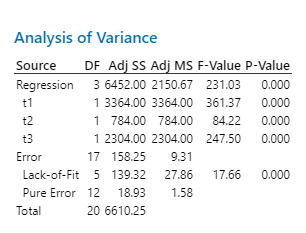 Analysis of Variance
Source DF Adj SS Adj MS F-Value P-Value
Regression 3 6452.00 2150.67 231.03 0.000
t1 1 3364.00 3364.00 361.37 0.000
t2 1 784.00 784.00 84.22 0.000
t3 1 2304.00 2304.00 247.50 0.000
Error 17 158.25 9.31
Lack-of-Fit 5 139.32 27.86 17.66 0.000
Pure Error 12 18.93 1.58
Total 20 6610.25